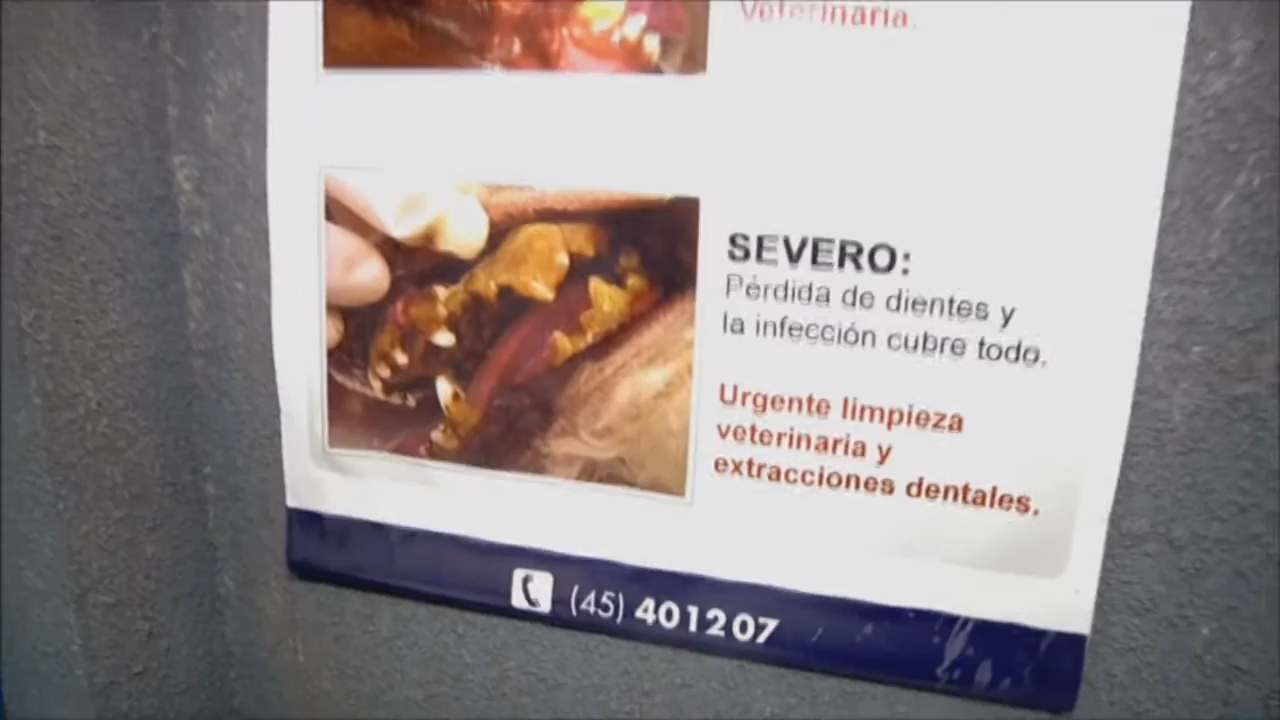 Veterinaria.
SEVERO:
Pérdida de dientes y
la infección cubre todo.
Urgente limpieza
veterinaria y
extracciones dentales.
(45) 401207